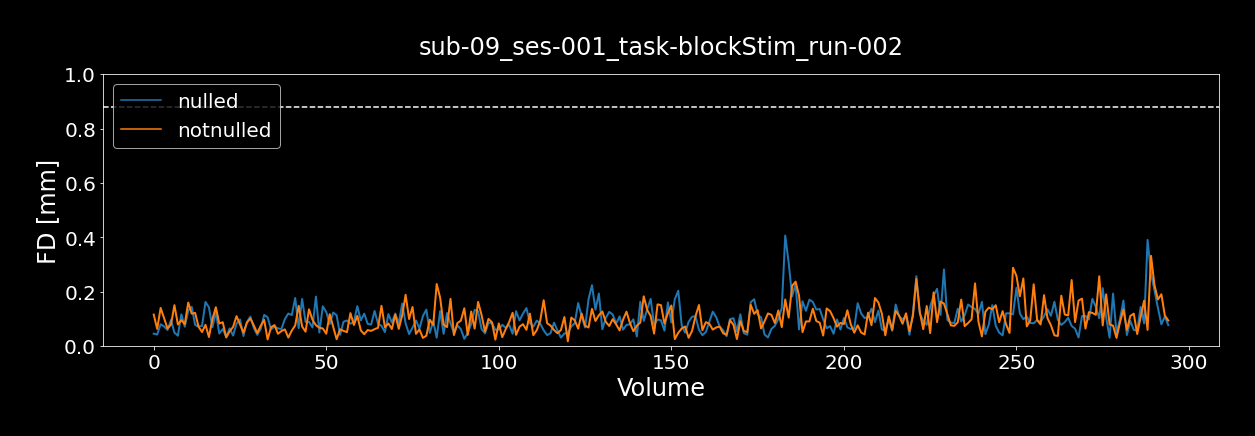 sub-09_ses-001_task-blockStim_run-002
1.0
0.8
0.6
0.4
0.2
0.0
FD [mm]
nulled
notnulled
0 50 100 150 200 250 300
Volume